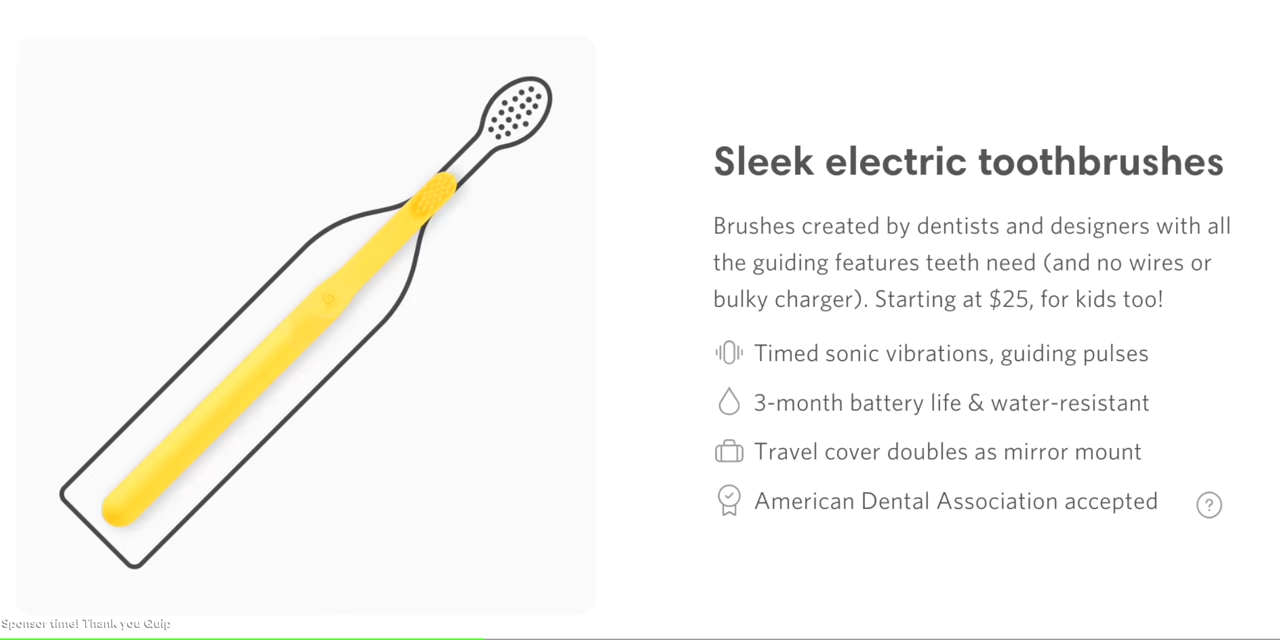 Sleek electric toothbrushes
Brushes created by dentists and designers with all
the guiding features teeth need (and no wires or
bulky charger). Starting at $25, for kids too!
Timed sonic vibrations, guiding pulses
3-month battery life & water-resistant
Travel cover doubles as mirror mount
American Dental Association accepted
?
Sponsor time! Thank you Quip